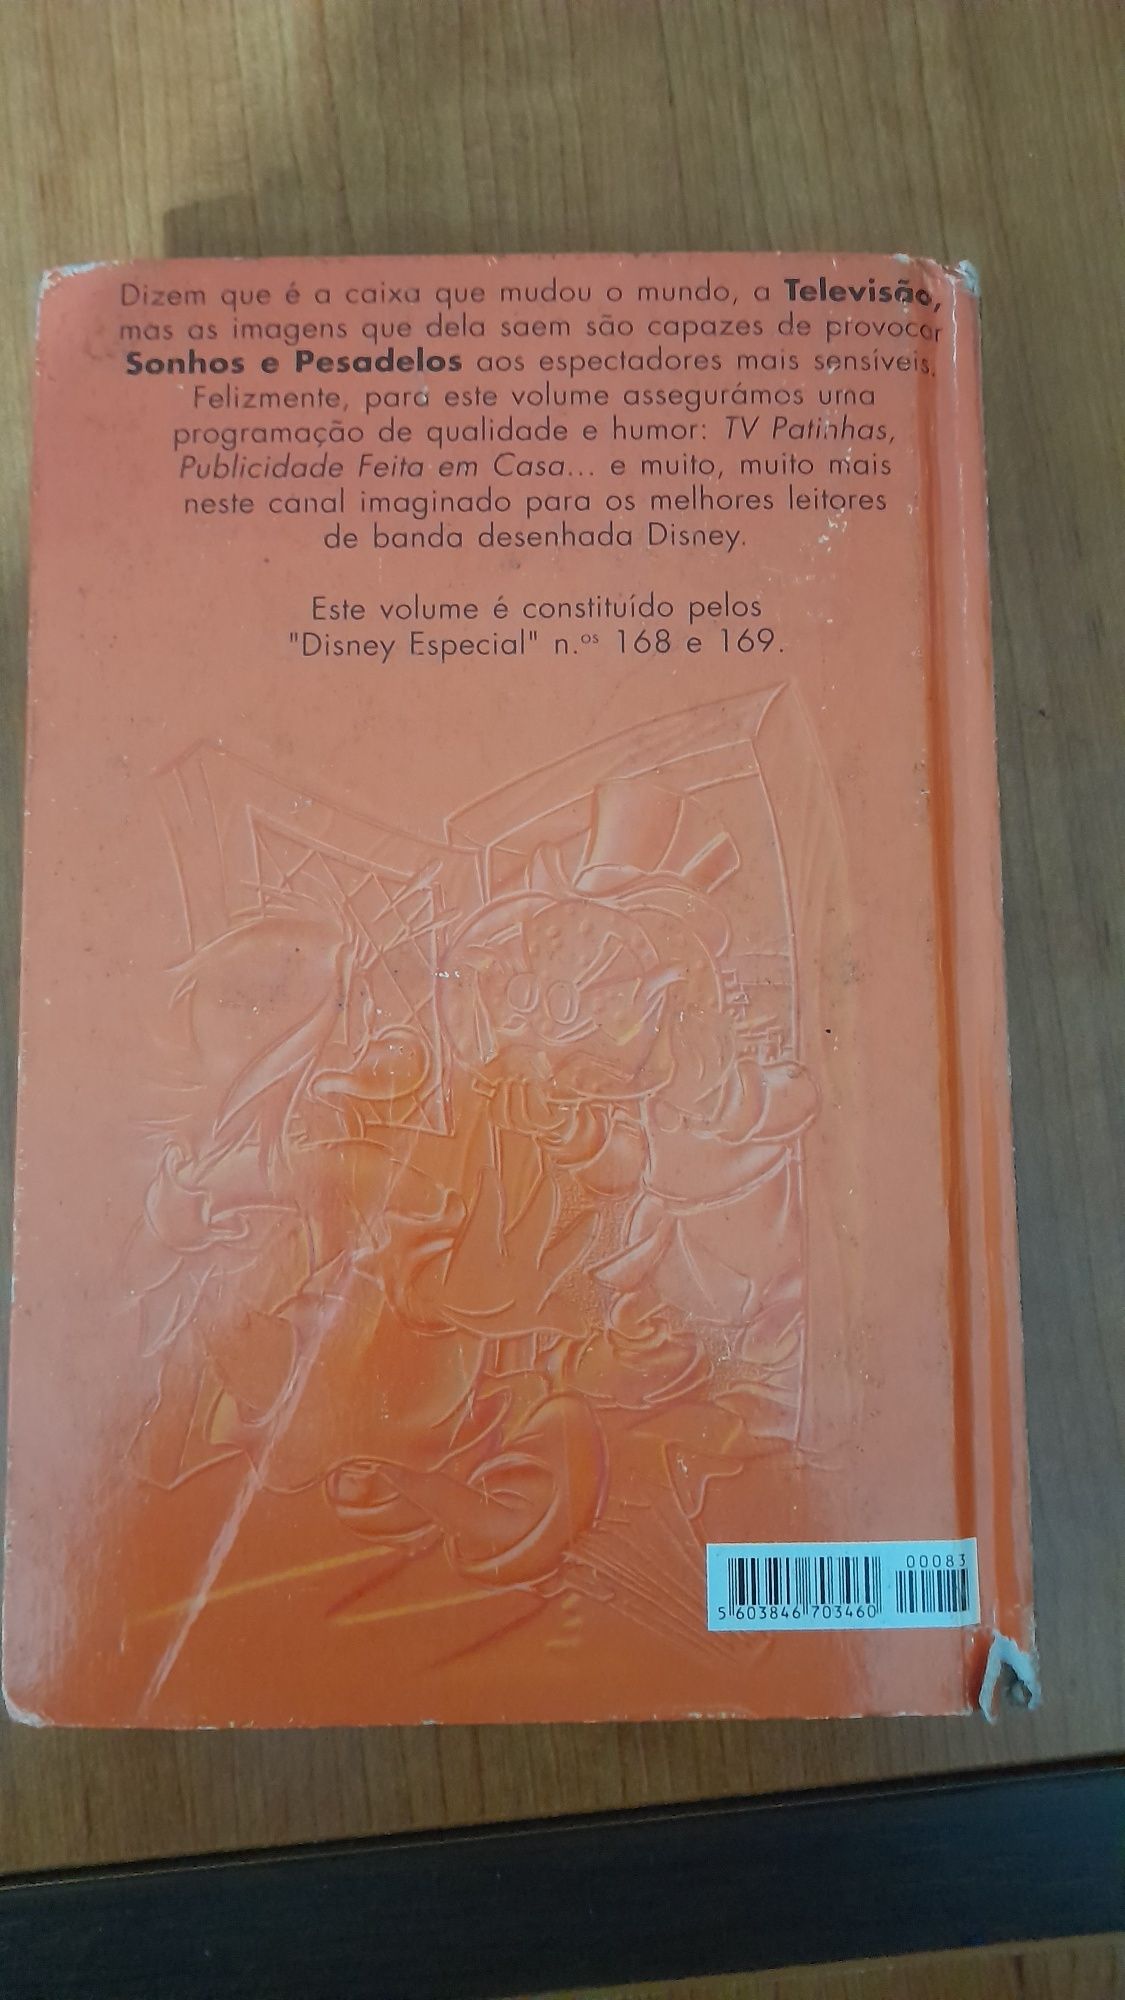 Dizem que é a caixa que mudou o mundo, a Televisão,
mas as imagens que dela saem são capazes de provocar
Sonhos e Pesadelos aos espectadores mais sensíveis.
Felizmente, para este volume assegurámos uma
programação de qualidade e humor: TV Patinhas,
Publicidade Feita em Casa... e muito, muito mais
neste canal imaginado para os melhores leitores
de banda desenhada Disney.
Este volume é constituído pelos
"Disney Especial" n.os 168 e 169.
00083
5 603846 703460